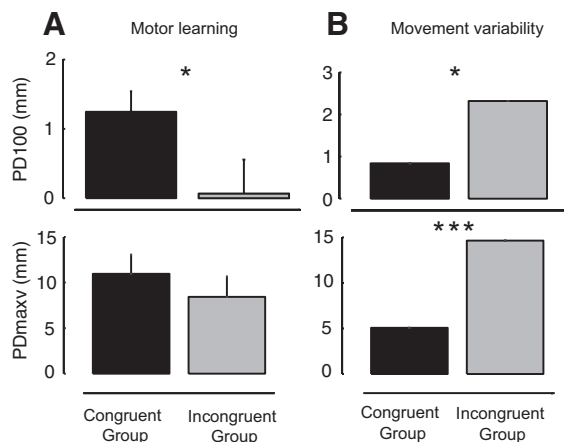 A Motor learning
B Movement variability
PD100 (mm)
2
1
0
*
3
2
1
0
*
PDmaxv (mm)
15
10
5
0
15
10
5
0
***
Congruent Group
Incongruent Group
Congruent Group
Incongruent Group